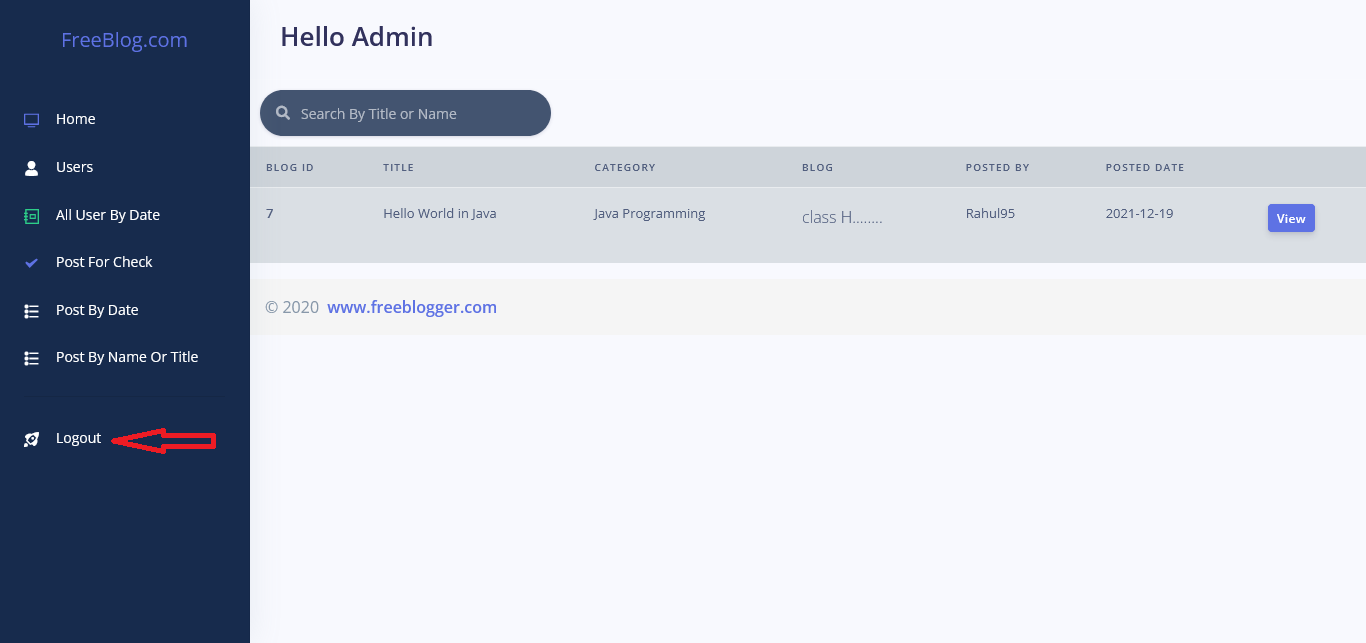 FreeBlog.com
Home
Users
All User By Date
Post For Check
Post By Date
Post By Name Or Title
Logout
Hello Admin
Search By Title or Name
BLOG ID TITLE CATEGORY BLOG POSTED BY POSTED DATE
7 Hello World in Java Java Programming class H........ Rahul95 2021-12-19 View
© 2020 www.freeblogger.com